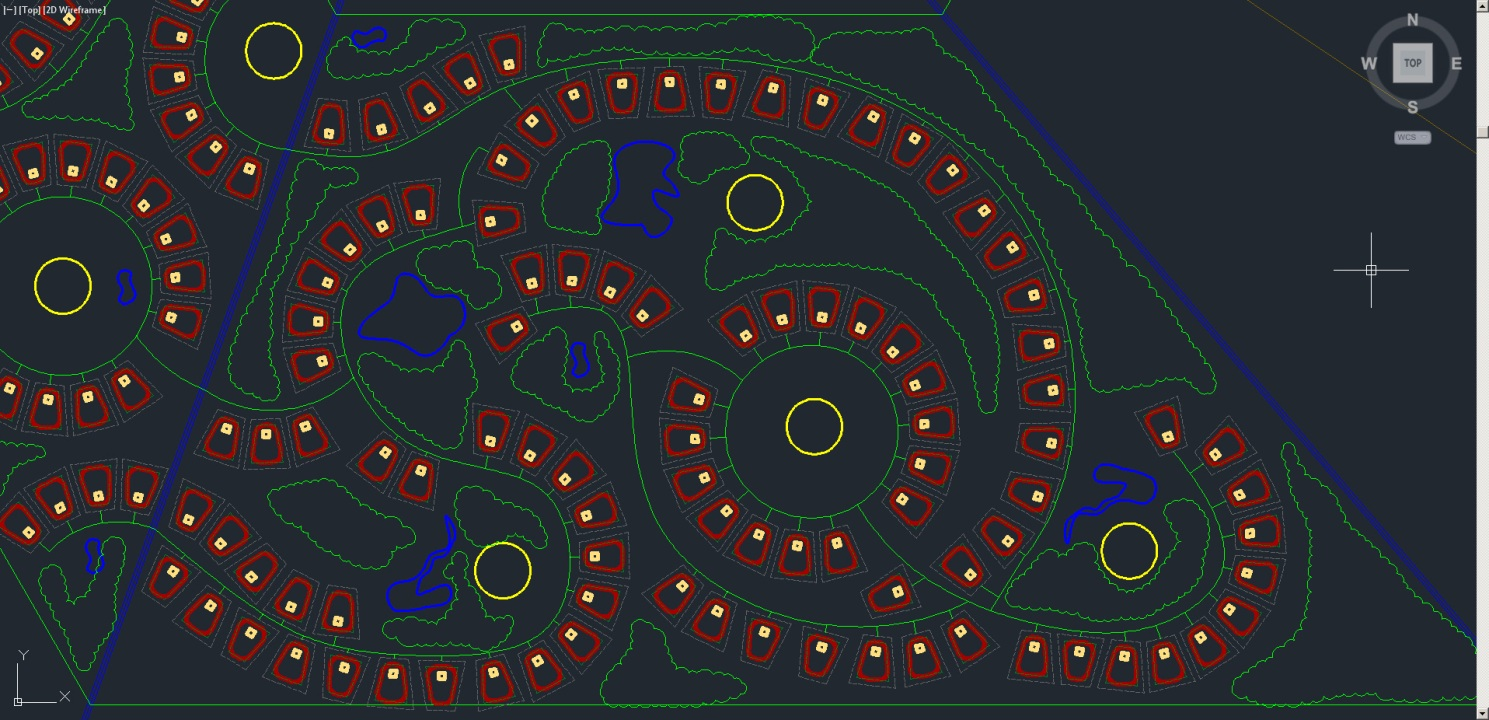 [−] [Top] [2D Wireframe]
N
W TOP E
S
WCS
Y
X